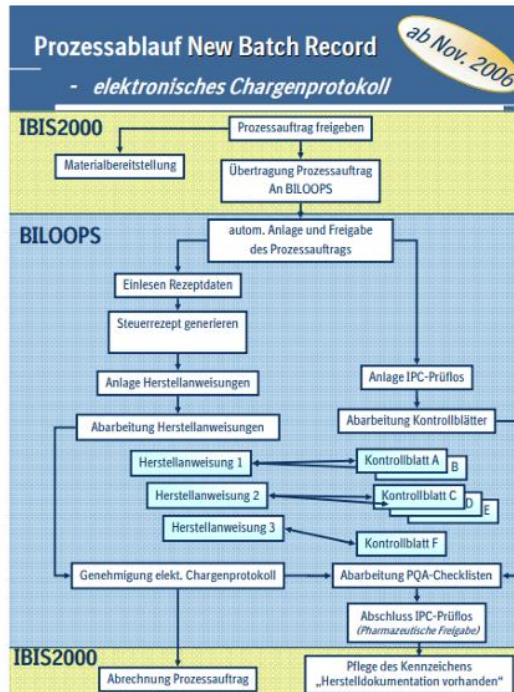 Prozessablauf New Batch Record
ab Nov. 2006
- elektronisches Chargenprotokoll
IBIS2000
Prozessauftrag freigeben
Materialbereitstellung
Übertragung Prozessauftrag
An BILOOPS
BILOOPS
autom. Anlage und Freigabe
des Prozessauftrags
Einlesen Rezeptdaten
Steuerrezept generieren
Anlage Herstellanweisungen
Anlage IPC-Prüflos
Abarbeitung Herstellanweisungen
Abarbeitung Kontrollblätter
Herstellanweisung 1
Kontrollblatt A
B
Herstellanweisung 2
Kontrollblatt C
D
E
Herstellanweisung 3
Kontrollblatt F
Genehmigung elekt. Chargenprotokoll
Abarbeitung PQA-Checklisten
Abschluss IPC-Prüflos
(Pharmazeutische Freigabe)
IBIS2000
Abrechnung Prozessauftrag
Pflege des Kennzeichens
„Herstelldokumentation vorhanden“